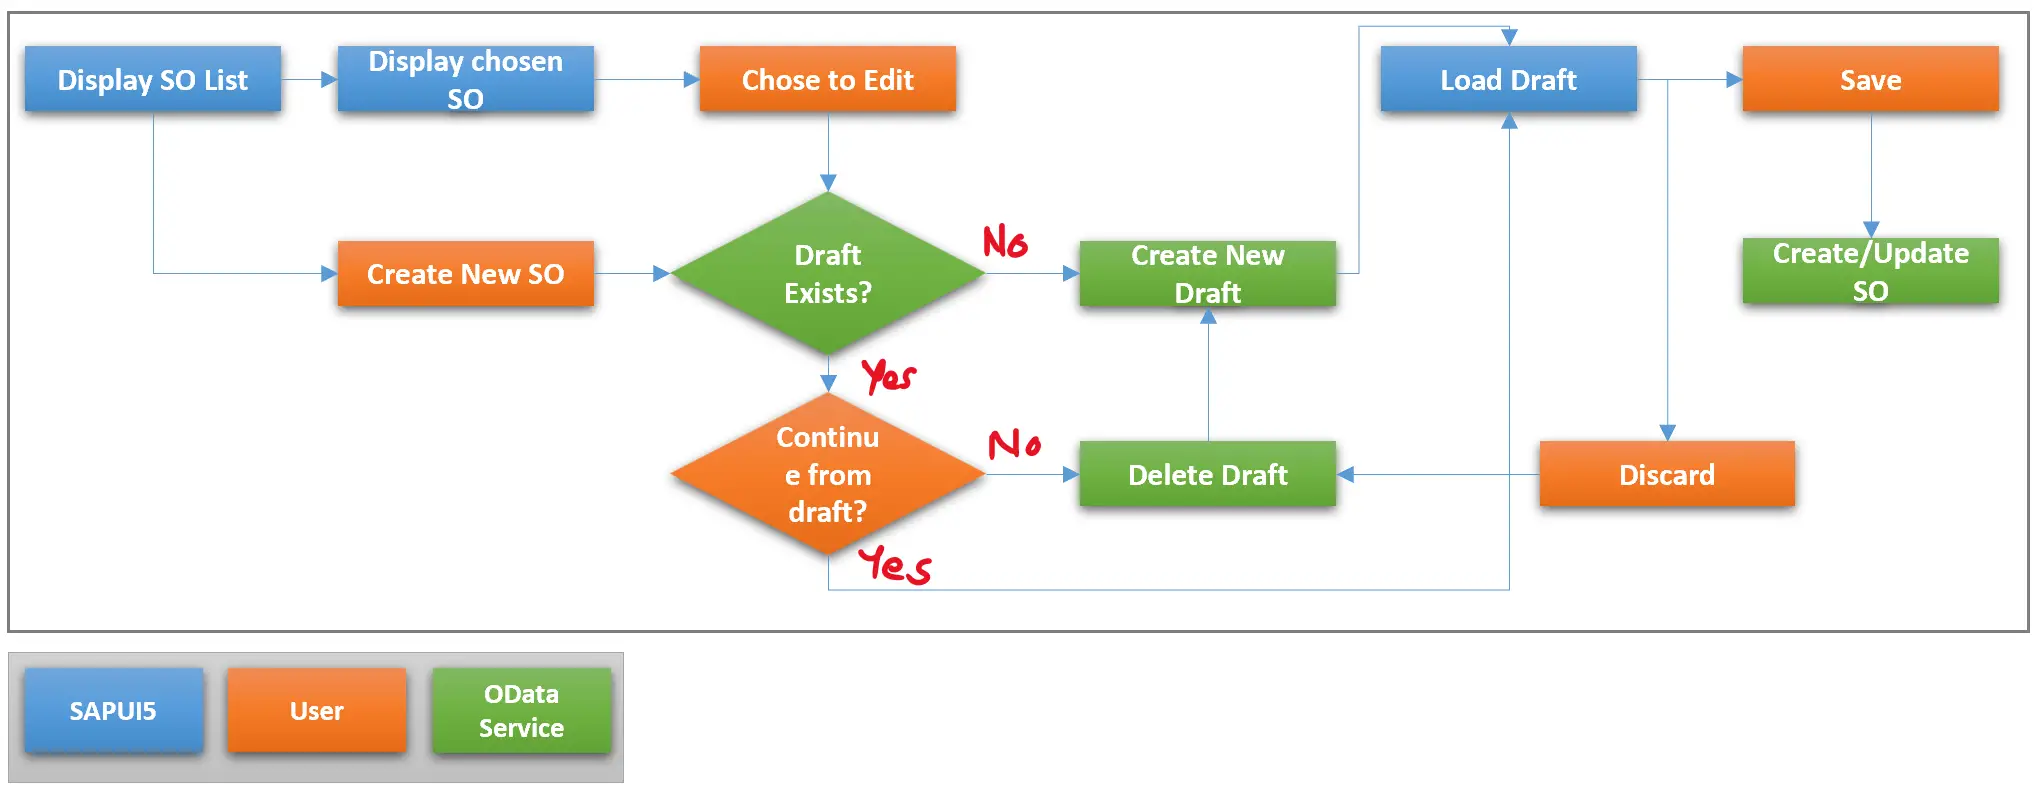 Display SO List
Display chosen
SO
Chose to Edit
Load Draft
Save
Create New SO
Draft
Exists?
No
Create New
Draft
Create/Update
SO
Yes
Continu
e from
draft?
No
Delete Draft
Discard
Yes
SAPUI5
User
OData
Service